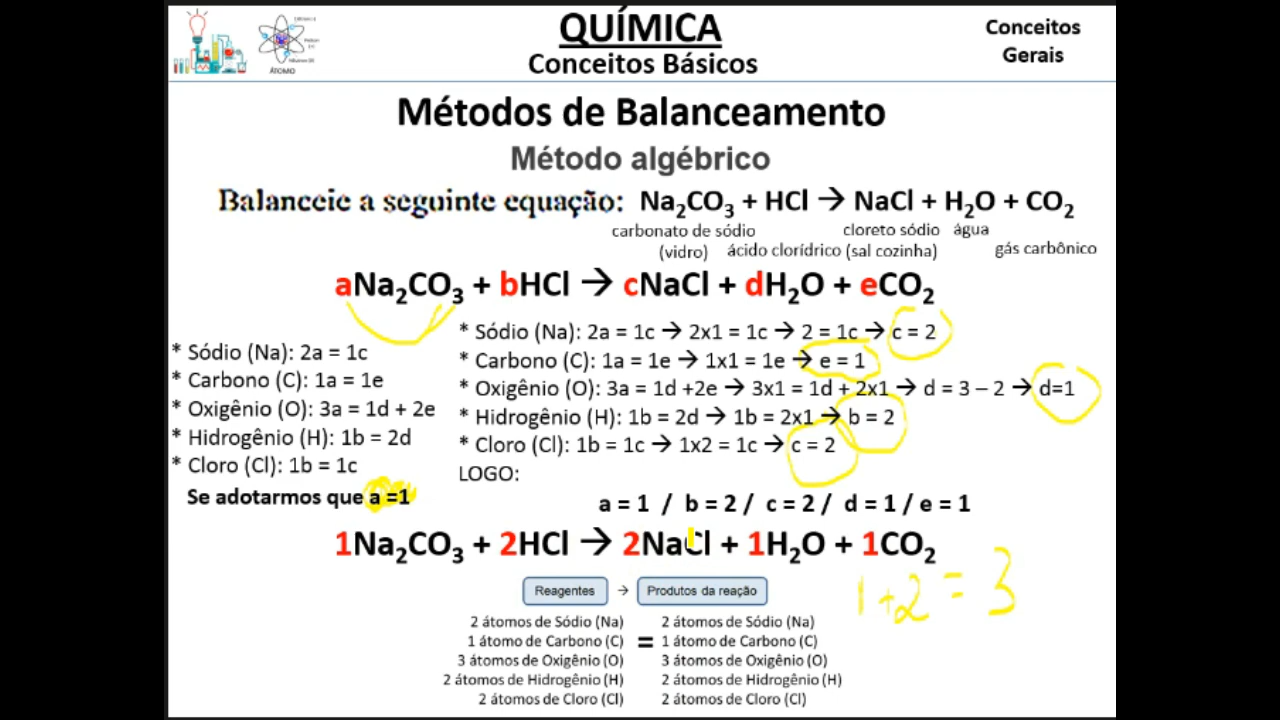 QUÍMICA
Conceitos Básicos
Conceitos
Gerais
ÁTOMO
Métodos de Balanceamento
Método algébrico
Balanceie a seguinte equação: Na₂CO₃ + HCl → NaCl + H₂O + CO₂
carbonato de sódio
(vidro)
ácido clorídrico
cloreto sódio
(sal cozinha)
água
gás carbônico
aNa₂CO₃ + bHCl → cNaCl + dH₂O + eCO₂
* Sódio (Na): 2a = 1c
* Carbono (C): 1a = 1e
* Oxigênio (O): 3a = 1d + 2e
* Hidrogênio (H): 1b = 2d
* Cloro (Cl): 1b = 1c
Se adotarmos que a =1
* Sódio (Na): 2a = 1c → 2x1 = 1c → 2 = 1c → c = 2
* Carbono (C): 1a = 1e → 1x1 = 1e → e = 1
* Oxigênio (O): 3a = 1d +2e → 3x1 = 1d + 2x1 → d = 3 – 2 → d=1
* Hidrogênio (H): 1b = 2d → 1b = 2x1 → b = 2
* Cloro (Cl): 1b = 1c → 1x2 = 1c → c = 2
LOGO:
a = 1 / b = 2 / c = 2 / d = 1 / e = 1
1Na₂CO₃ + 2HCl → 2NaCl + 1H₂O + 1CO₂
1+2 = 3
Reagentes → Produtos da reação
2 átomos de Sódio (Na)
1 átomo de Carbono (C)
3 átomos de Oxigênio (O)
2 átomos de Hidrogênio (H)
2 átomos de Cloro (Cl)
=
2 átomos de Sódio (Na)
1 átomo de Carbono (C)
3 átomos de Oxigênio (O)
2 átomos de Hidrogênio (H)
2 átomos de Cloro (Cl)